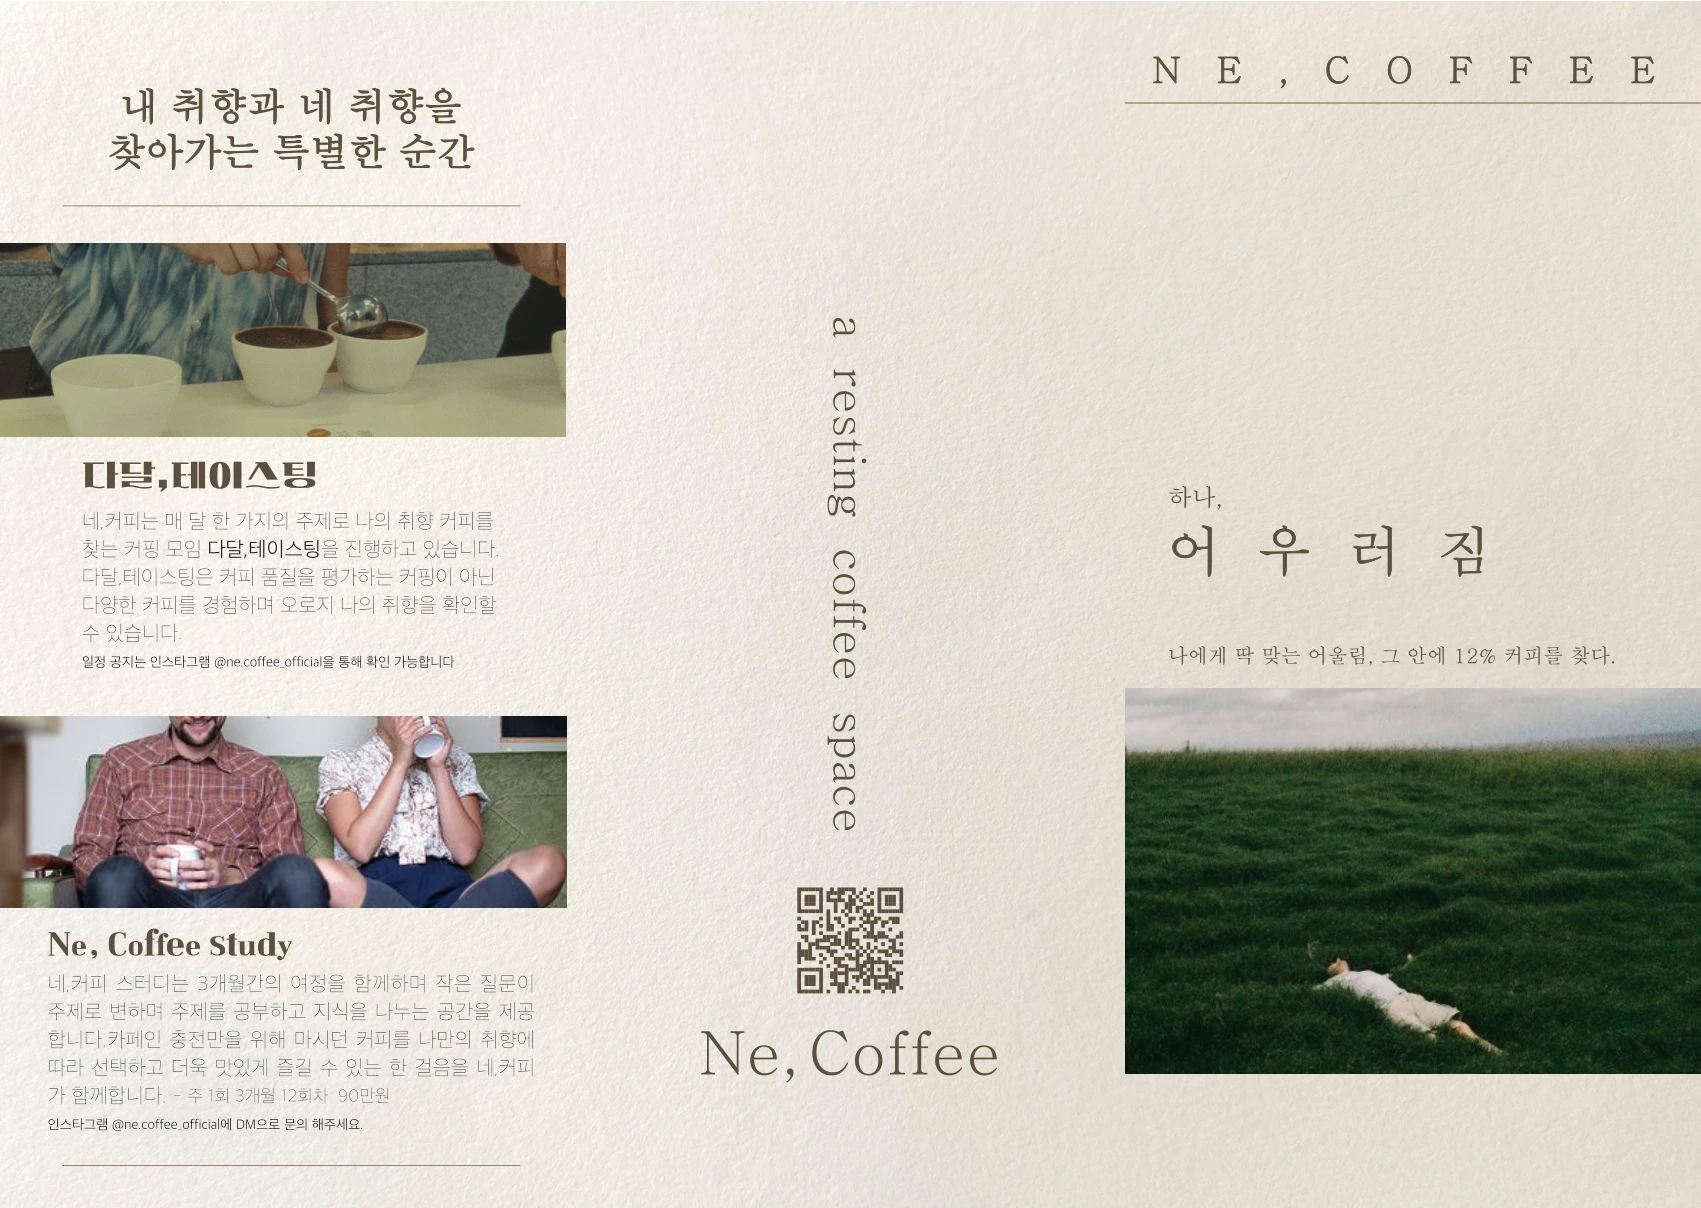 내 취향과 네 취향을
찾아가는 특별한 순간
다달,테이스팅
네,커피는 매 달 한 가지의 주제로 나의 취향 커피를
찾는 커핑 모임 다달,테이스팅을 진행하고 있습니다.
다달,테이스팅은 커피 품질을 평가하는 커핑이 아닌
다양한 커피를 경험하며 오로지 나의 취향을 확인할
수 있습니다.
일정 공지는 인스타그램 @ne.coffee_official을 통해 확인 가능합니다
Ne, Coffee Study
네,커피 스터디는 3개월간의 여정을 함께하며 작은 질문이
주제로 변하며 주제를 공부하고 지식을 나누는 공간을 제공
합니다.카페인 충전만을 위해 마시던 커피를 나만의 취향에
따라 선택하고 더욱 맛있게 즐길 수 있는 한 걸음을 네,커피
가 함께합니다. - 주 1회 3개월 12회차 90만원
인스타그램 @ne.coffee_official에 DM으로 문의 해주세요.
a resting coffee space
Ne, Coffee
NE,COFFEE
하나,
어우러짐
나에게 딱 맞는 어울림, 그 안에 12% 커피를 찾다.